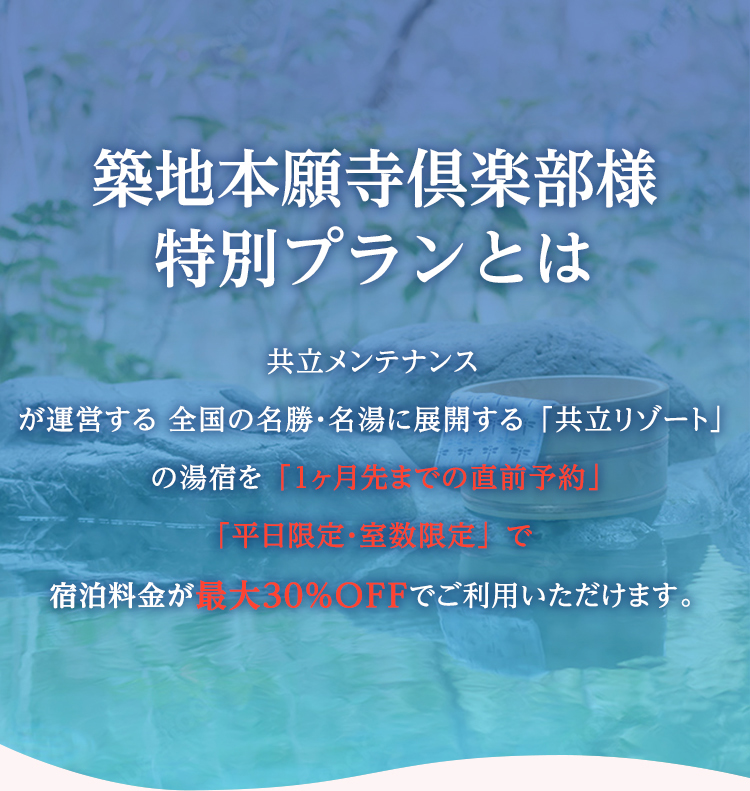 築地本願寺倶楽部様
特別プランとは
共立メンテナンス
が運営する 全国の名勝・名湯に展開する「共立リゾート」
の湯宿を「1ヶ月先までの直前予約」
「平日限定・室数限定」で
宿泊料金が最大30%OFFでご利用いただけます。